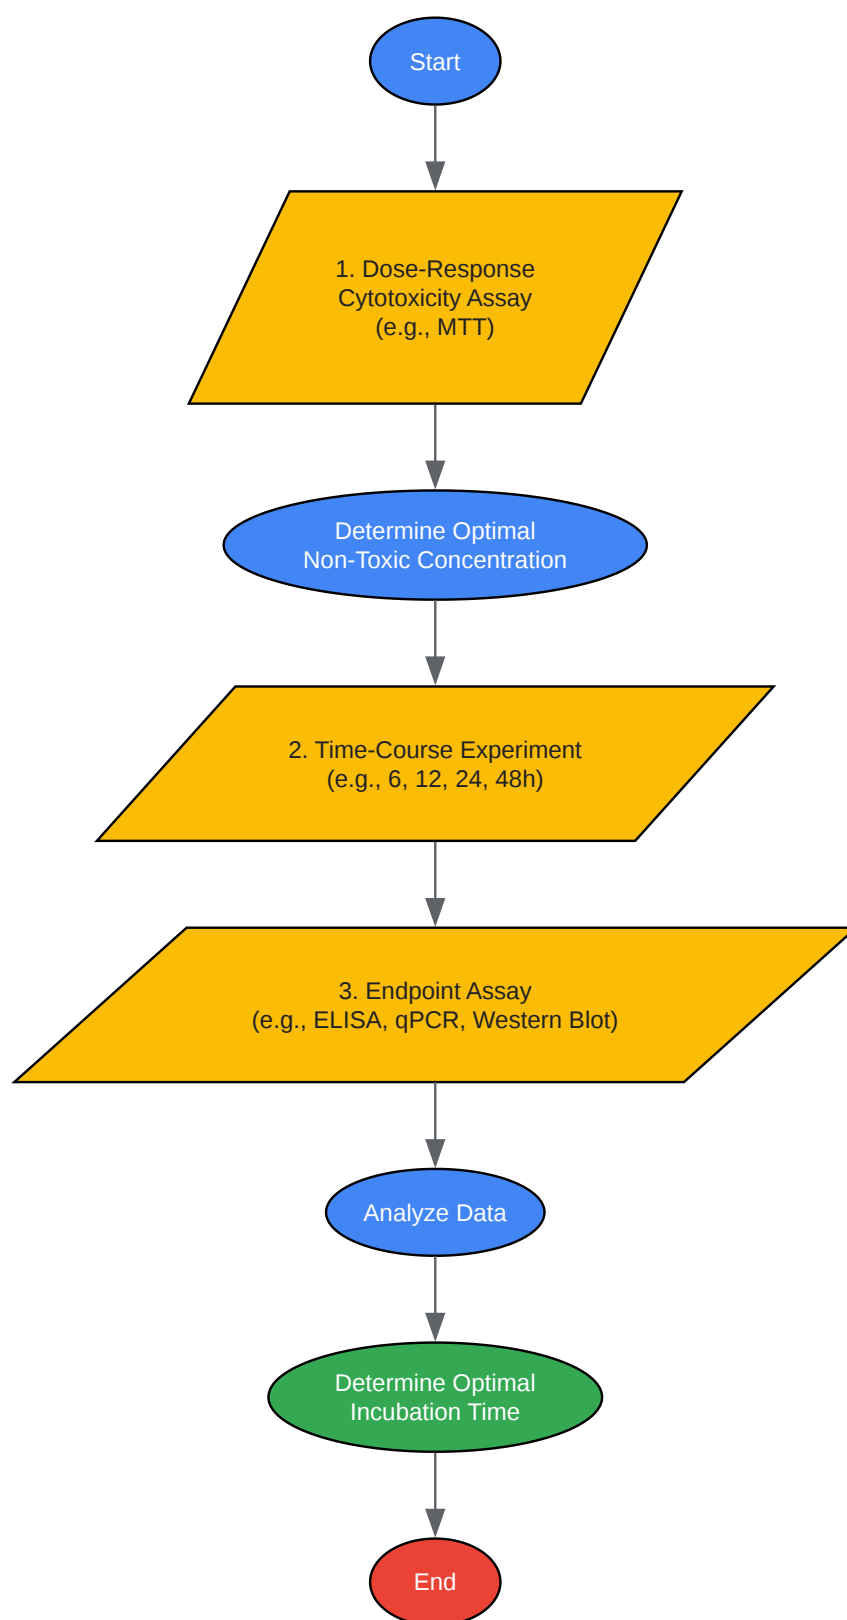 Start
1. Dose-Response
Cytotoxicity Assay
(e.g., MTT)
Determine Optimal
Non-Toxic Concentration
2. Time-Course Experiment
(e.g., 6, 12, 24, 48h)
3. Endpoint Assay
(e.g., ELISA, qPCR, Western Blot)
Analyze Data
Determine Optimal
Incubation Time
End